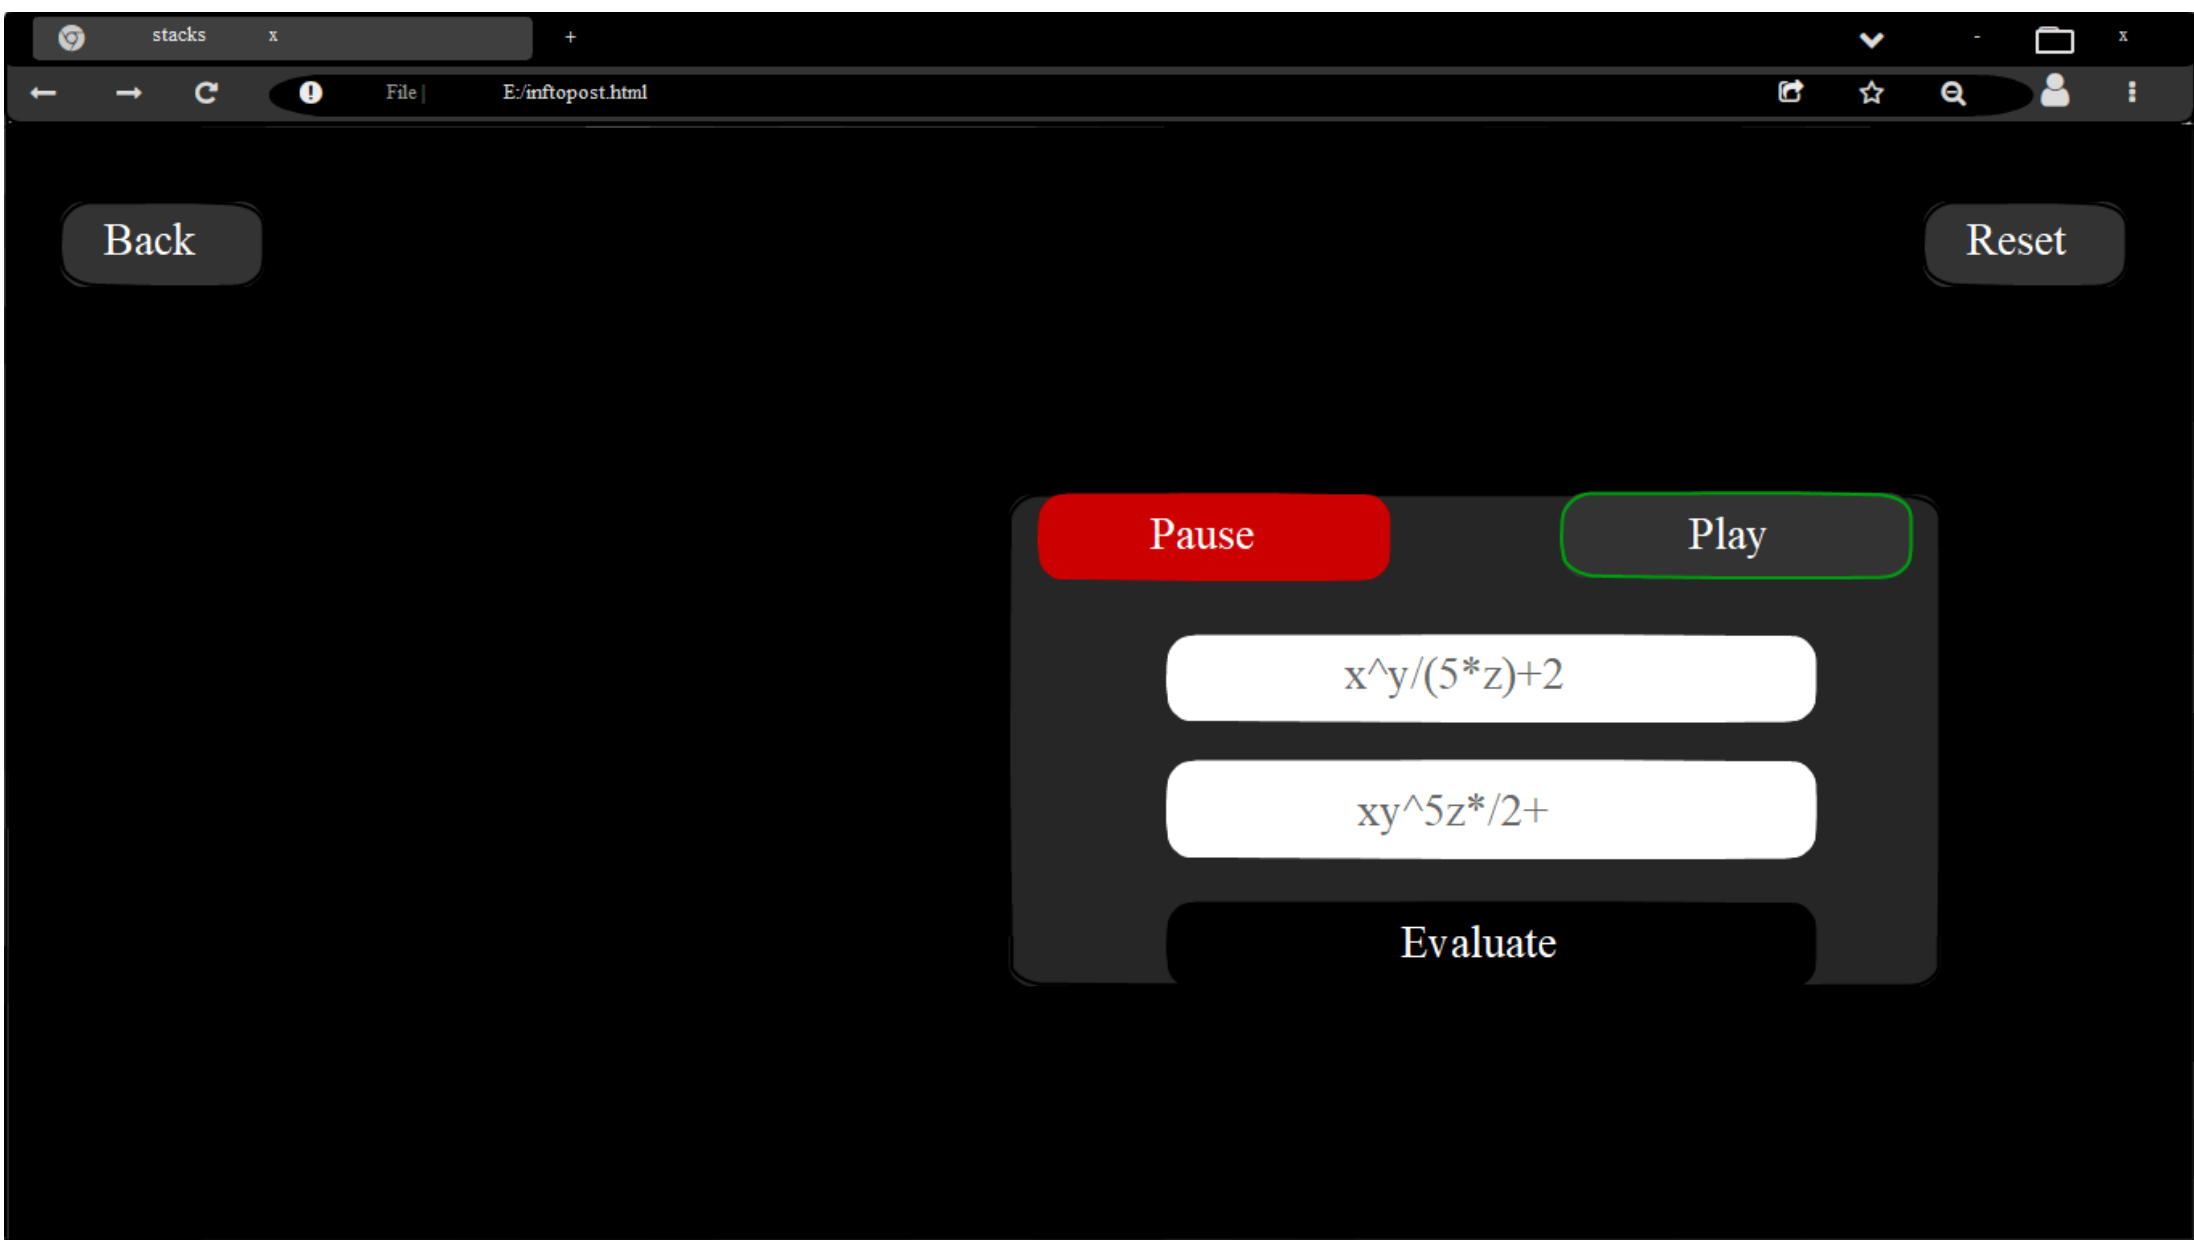 stacks x +
- x
File | E:/inftopost.html
Back
Reset
Pause
Play
x^y/(5*z)+2
xy^5z*/2+
Evaluate